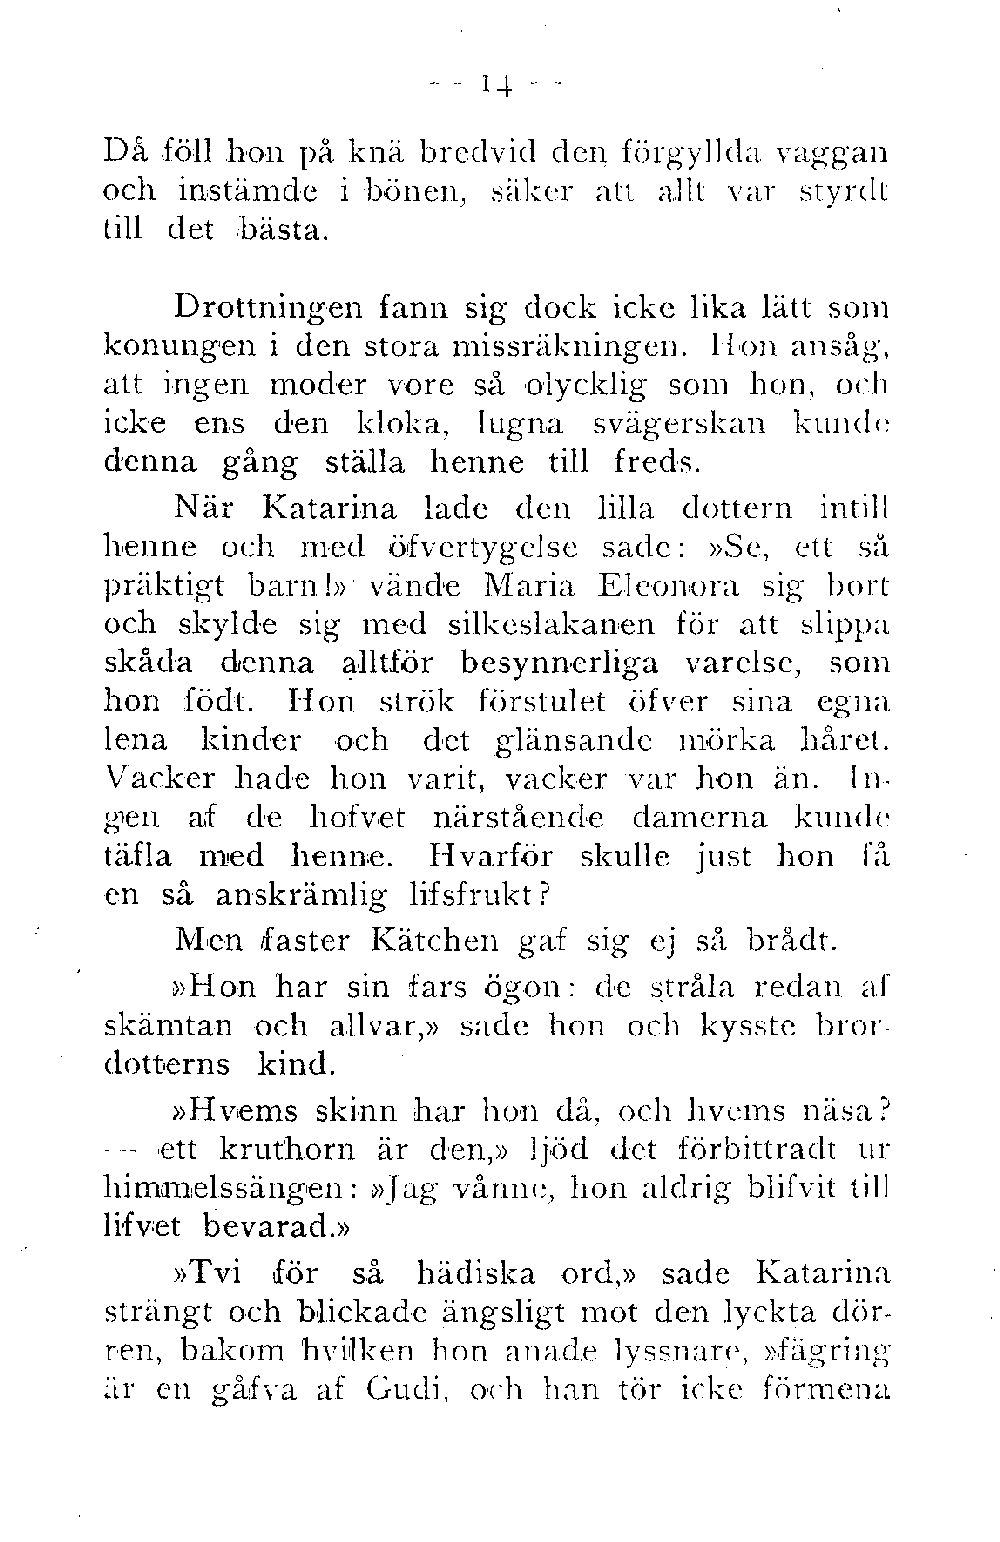 -- 14 --
Då föll hon på knä bredvid den förgyllda vaggan
och instämde i bönen, säker att allt var styrdt
till det bästa.
Drottningen fann sig dock icke lika lätt som
konungen i den stora missräkningen. Hon ansåg,
att ingen moder vore så olycklig som hon, och
icke ens den kloka, lugna svägerskan kunde
denna gång ställa henne till freds.
När Katarina lade den lilla dottern intill
henne och med öfvertygelse sade: »Se, ett så
präktigt barn!» vände Maria Eleonora sig bort
och skylde sig med silkeslakanen för att slippa
skåda denna alltför besynnerliga varelse, som
hon födt. Hon strök förstulet öfver sina egna
lena kinder och det glänsande mörka håret.
Vacker hade hon varit, vacker var hon än. In-
gen af de hofvet närstående damerna kunde
täfla med henne. Hvarför skulle just hon få
en så anskrämlig lifsfrukt?
Men faster Kätchen gaf sig ej så brådt.
»Hon har sin fars ögon: de stråla redan af
skämtan och allvar,» sade hon och kysste bror-
dotterns kind.
»Hvems skinn har hon då, och hvems näsa?
-- ett kruthorn är den,» ljöd det förbittradt ur
himmelssängen: »Jag vånne, hon aldrig blifvit till
lifvet bevarad.»
»Tvi för så hädiska ord,» sade Katarina
strängt och blickade ängsligt mot den lyckta dör-
ren, bakom hvilken hon anade lyssnare, »fägring
är en gåfva af Gudi, och han tör icke förmena